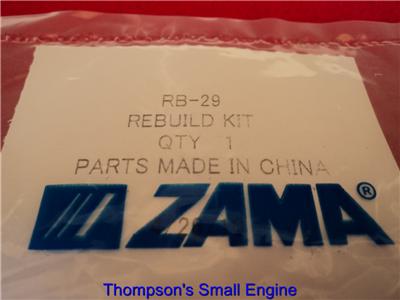 RB-29
REBUILD KIT
QTY 1
PARTS MADE IN CHINA
ZAMA®
Thompson's Small Engine